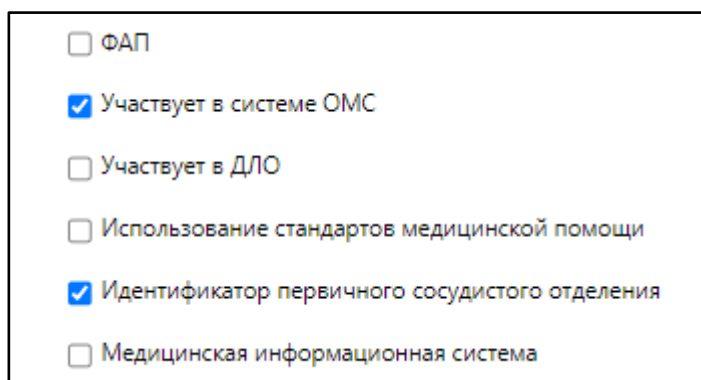 ФАП
Участвует в системе ОМС
Участвует в ДЛО
Использование стандартов медицинской помощи
Идентификатор первичного сосудистого отделения
Медицинская информационная система